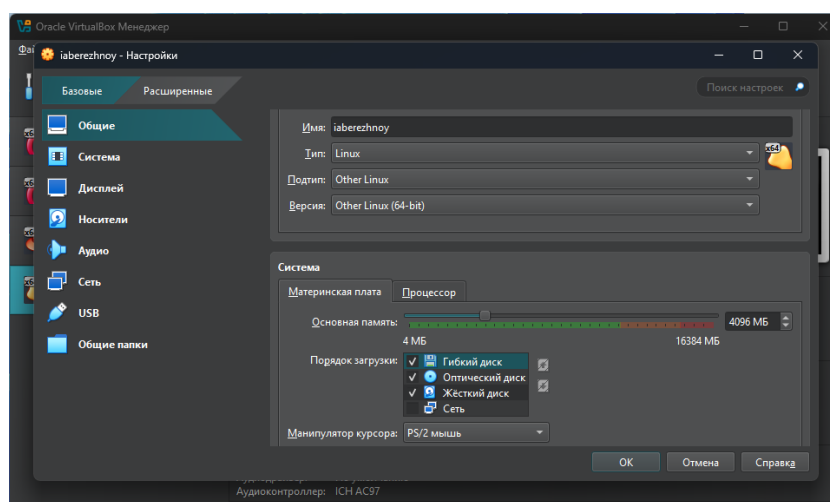 Oracle VirtualBox Менеджер
Фай
iaberezhnoy - Настройки
Базовые Расширенные
Поиск настроек
Общие
Система
Дисплей
Носители
Аудио
Сеть
USB
Общие папки
Имя: iaberezhnoy
Тип: Linux
x64
Подтип: Other Linux
Версия: Other Linux (64-bit)
Система
Материнская плата Процессор
Основная память: 4096 МБ
4 МБ 16384 МБ
Порядок загрузки: Гибкий диск
Оптический диск
Жёсткий диск
Сеть
Манипулятор курсора: PS/2 мышь
ОК Отмена Справка
Аудиоконтроллер: ICH AC97